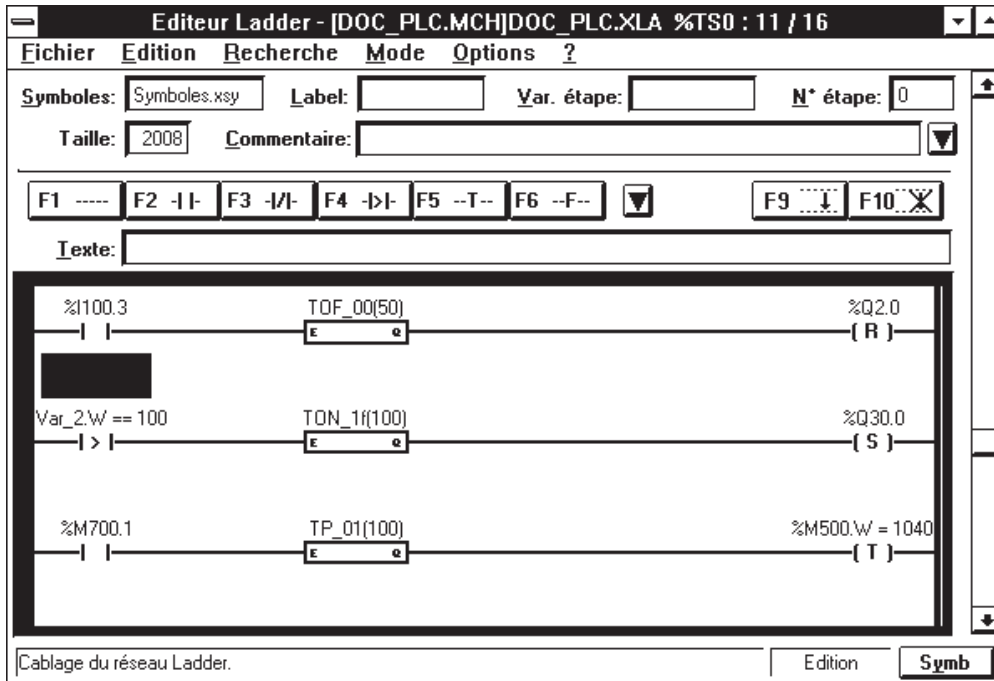 Editeur Ladder - [DOC_PLC.MCH]DOC_PLC.XLA %TS0 : 11 / 16
Fichier Edition Recherche Mode Options ?
Symboles: Symboles.xsy Label: Var. étape: N° étape: 0
Taille: 2008 Commentaire:
F1 ----- F2 -| |- F3 -|/|- F4 -|>|- F5 --T-- F6 --F-- F9 F10
Texte:
%I100.3 TOF_00(50) %Q2.0
E Q ( R )
Var_2.W == 100 TON_1f(100) %Q30.0
> E Q ( S )
%M700.1 TP_01(100) %M500.W = 1040
E Q ( T )
Cablage du réseau Ladder. Edition Symb